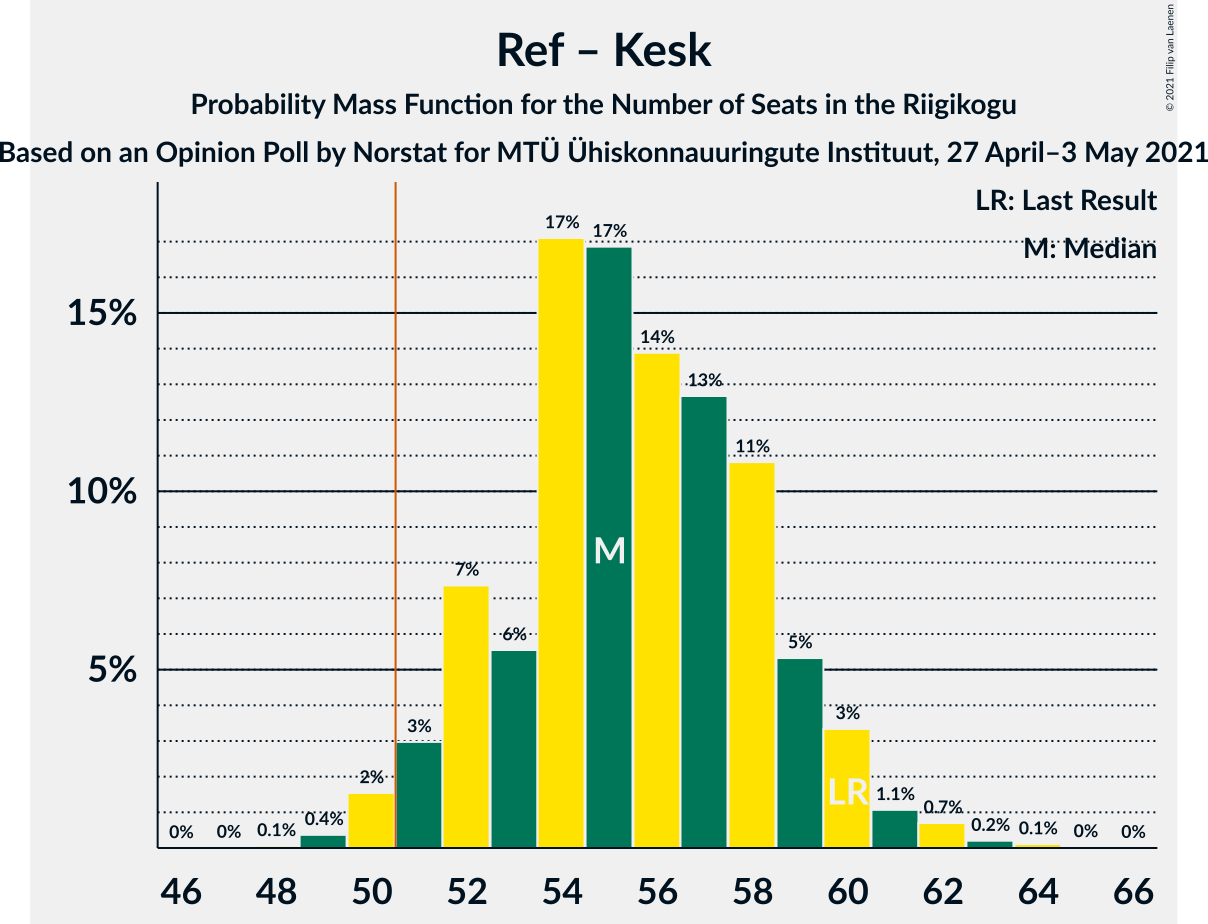 Ref – Kesk
Probability Mass Function for the Number of Seats in the Riigikogu
Based on an Opinion Poll by Norstat for MTÜ Ühiskonnauuringute Instituut, 27 April–3 May 2021
© 2021 Filip van Laenen
LR: Last Result
M: Median
15%
10%
5%
0%
0%
0.1%
0.4%
2%
3%
7%
6%
17%
17%
14%
13%
11%
5%
3%
1.1%
0.7%
0.2%
0.1%
0%
0%
M
LR
46 48 50 52 54 56 58 60 62 64 66